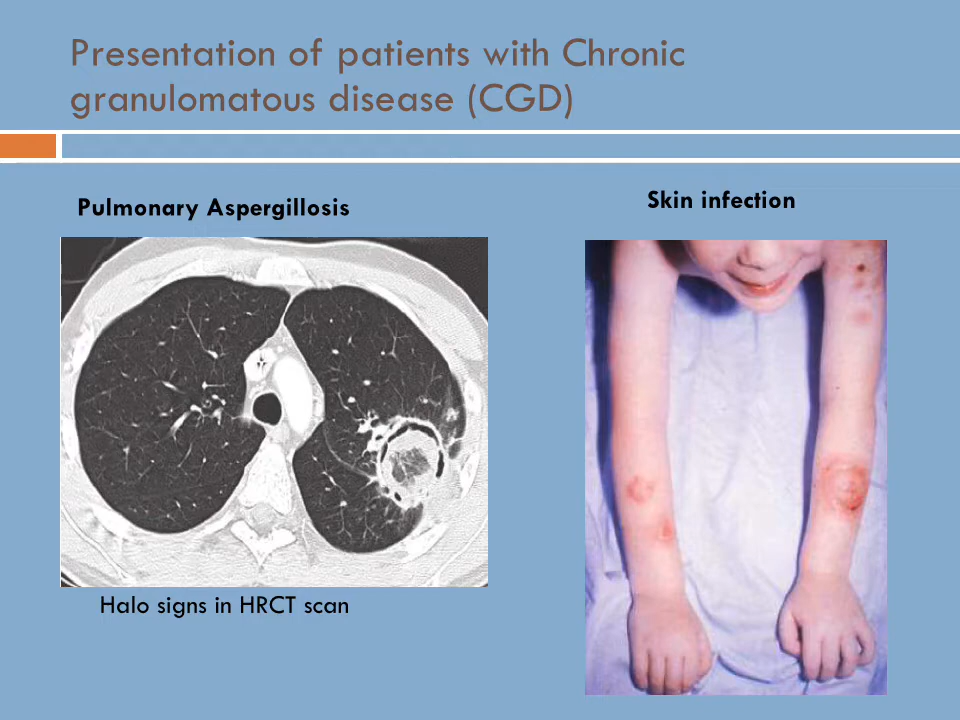 Presentation of patients with Chronic
granulomatous disease (CGD)
Pulmonary Aspergillosis
Skin infection
Halo signs in HRCT scan